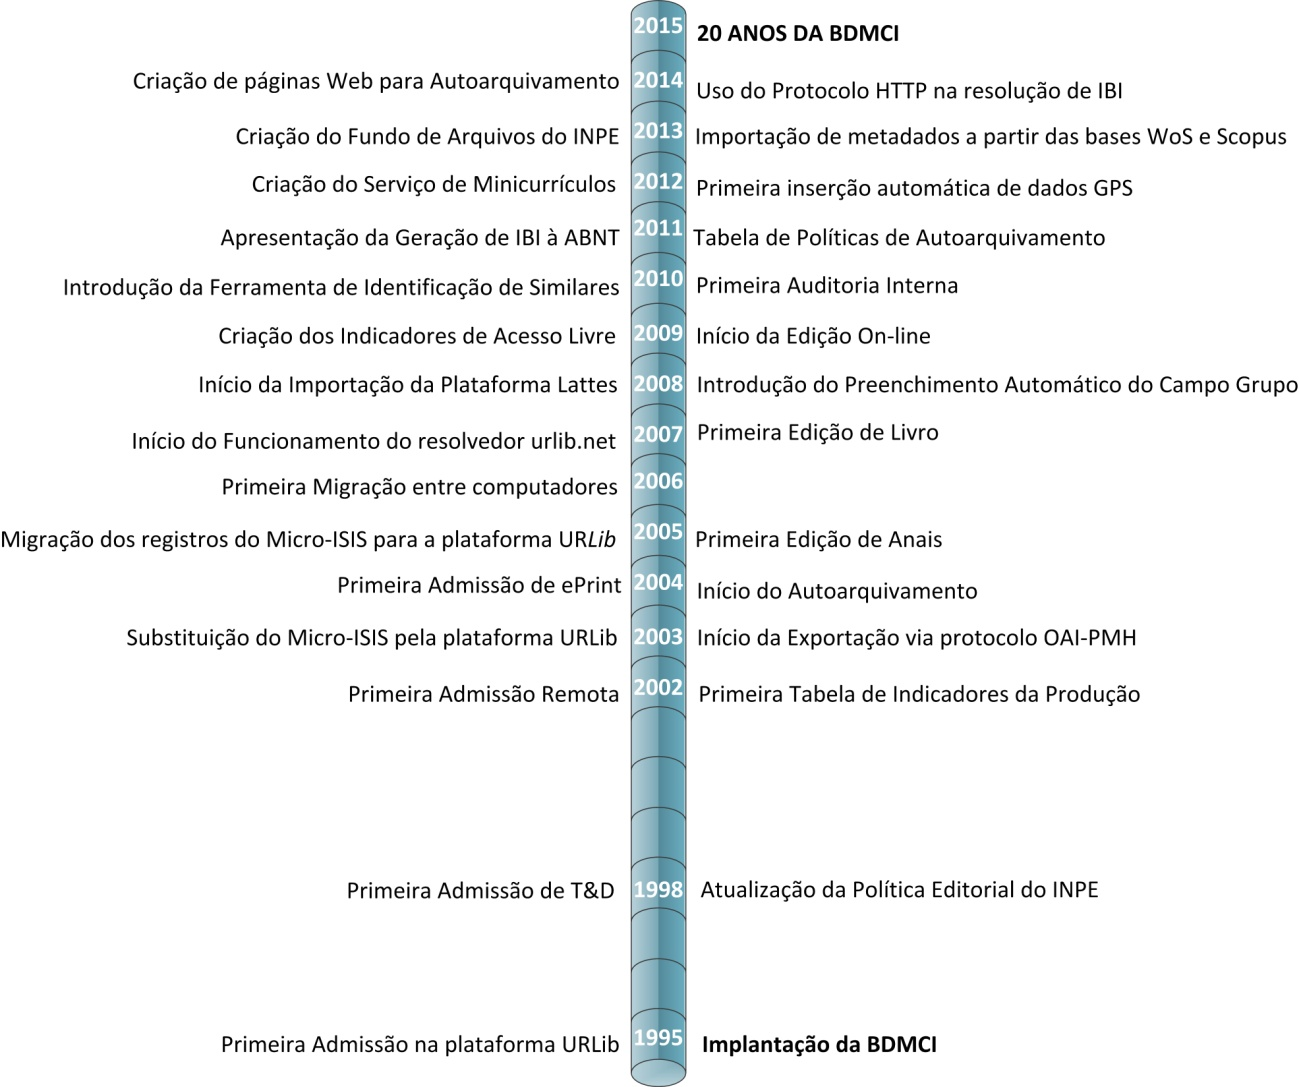 2015 20 ANOS DA BDMCI
Criação de páginas Web para Autoarquivamento 2014 Uso do Protocolo HTTP na resolução de IBI
Criação do Fundo de Arquivos do INPE 2013 Importação de metadados a partir das bases WoS e Scopus
Criação do Serviço de Minicurrículos 2012 Primeira inserção automática de dados GPS
Apresentação da Geração de IBI à ABNT 2011 Tabela de Políticas de Autoarquivamento
Introdução da Ferramenta de Identificação de Similares 2010 Primeira Auditoria Interna
Criação dos Indicadores de Acesso Livre 2009 Início da Edição On-line
Início da Importação da Plataforma Lattes 2008 Introdução do Preenchimento Automático do Campo Grupo
Início do Funcionamento do resolvedor urlib.net 2007 Primeira Edição de Livro
Primeira Migração entre computadores 2006
Migração dos registros do Micro-ISIS para a plataforma URLib 2005 Primeira Edição de Anais
Primeira Admissão de ePrint 2004 Início do Autoarquivamento
Substituição do Micro-ISIS pela plataforma URLib 2003 Início da Exportação via protocolo OAI-PMH
Primeira Admissão Remota 2002 Primeira Tabela de Indicadores da Produção
Primeira Admissão de T&D 1998 Atualização da Política Editorial do INPE
Primeira Admissão na plataforma URLib 1995 Implantação da BDMCI